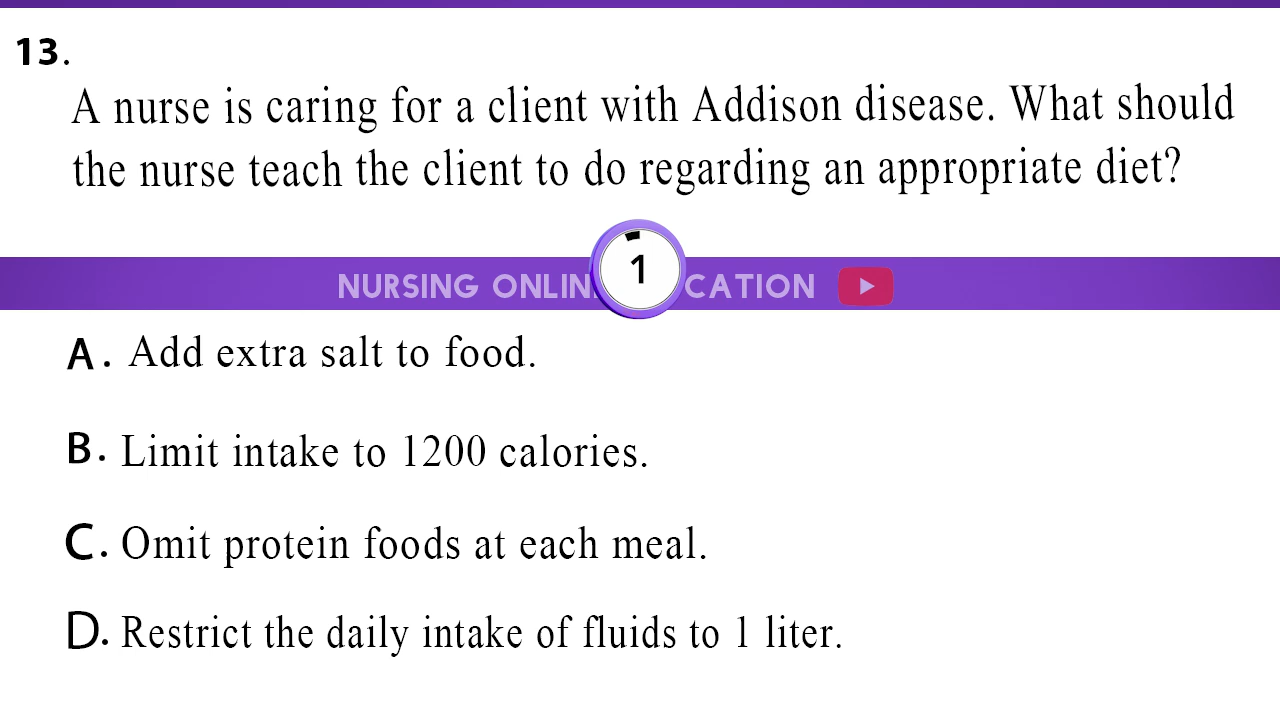 13.
A nurse is caring for a client with Addison disease. What should
the nurse teach the client to do regarding an appropriate diet?
1
NURSING
A. Add extra salt to food.
B. Limit intake to 1200 calories.
C. Omit protein foods at each meal.
D. Restrict the daily intake of fluids to 1 liter.